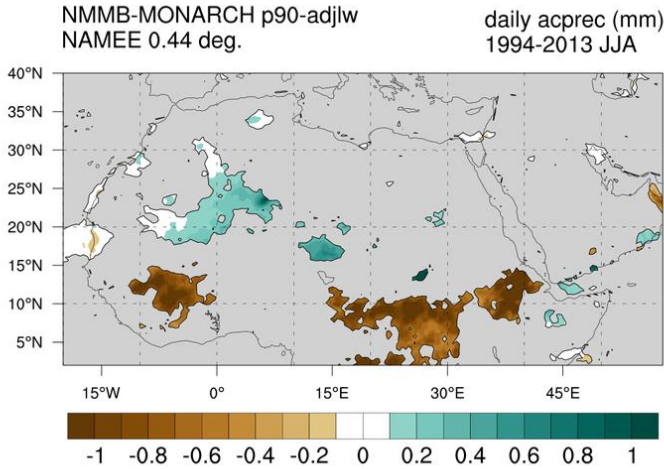 NMMB-MONARCH p90-adjlw
NAMEE 0.44 deg.
daily acprec (mm)
1994-2013 JJA
40°N
35°N
30°N
25°N
20°N
15°N
10°N
5°N
15°W 0° 15°E 30°E 45°E
-1 -0.8 -0.6 -0.4 -0.2 0 0.2 0.4 0.6 0.8 1